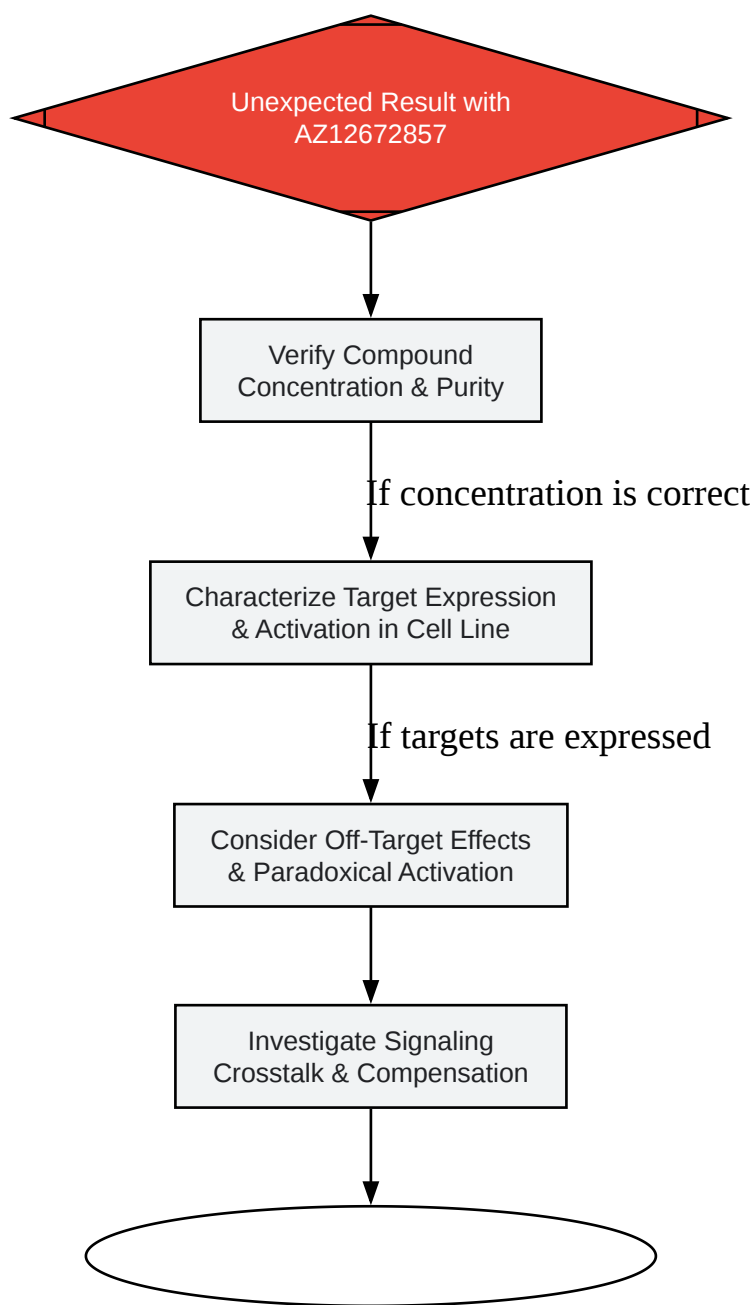 Unexpected Result with
AZ12672857
Verify Compound
Concentration & Purity
If concentration is correct
Characterize Target Expression
& Activation in Cell Line
If targets are expressed
Consider Off-Target Effects
& Paradoxical Activation
Investigate Signaling
Crosstalk & Compensation